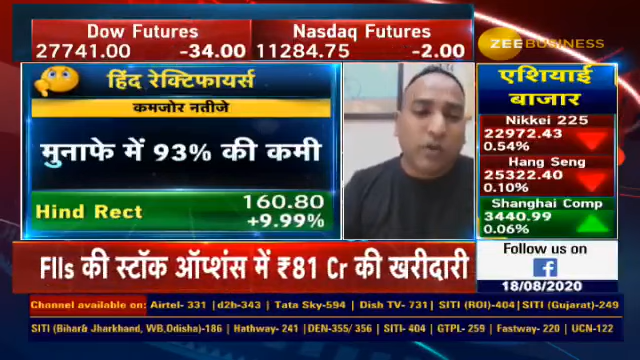 Dow Futures
27741.00 -34.00
Nasdaq Futures
11284.75 -2.00
ZEE BUSINESS
हिंद रेक्टिफायर्स
कमजोर नतीजे
मुनाफे में 93% की कमी
Hind Rect
160.80
+9.99%
एशियाई
बाजार
Nikkei 225
22972.43
0.54%
Hang Seng
25322.40
0.10%
Shanghai Comp
3440.99
0.06%
FIIs की स्टॉक ऑप्शंस में ₹81 Cr की खरीदारी
Follow us on
f
18/08/2020
Channel available on: Airtel- 331 |d2h-343 | Tata Sky-594 | Dish TV- 731| SITI (ROI)-404|SITI (Gujarat)-249
SITI (Bihar& Jharkhand, WB,Odisha)-186 | Hathway- 241 |DEN-355/ 356 | SITI- 404 | GTPL- 259 | Fastway- 220 | UCN-122